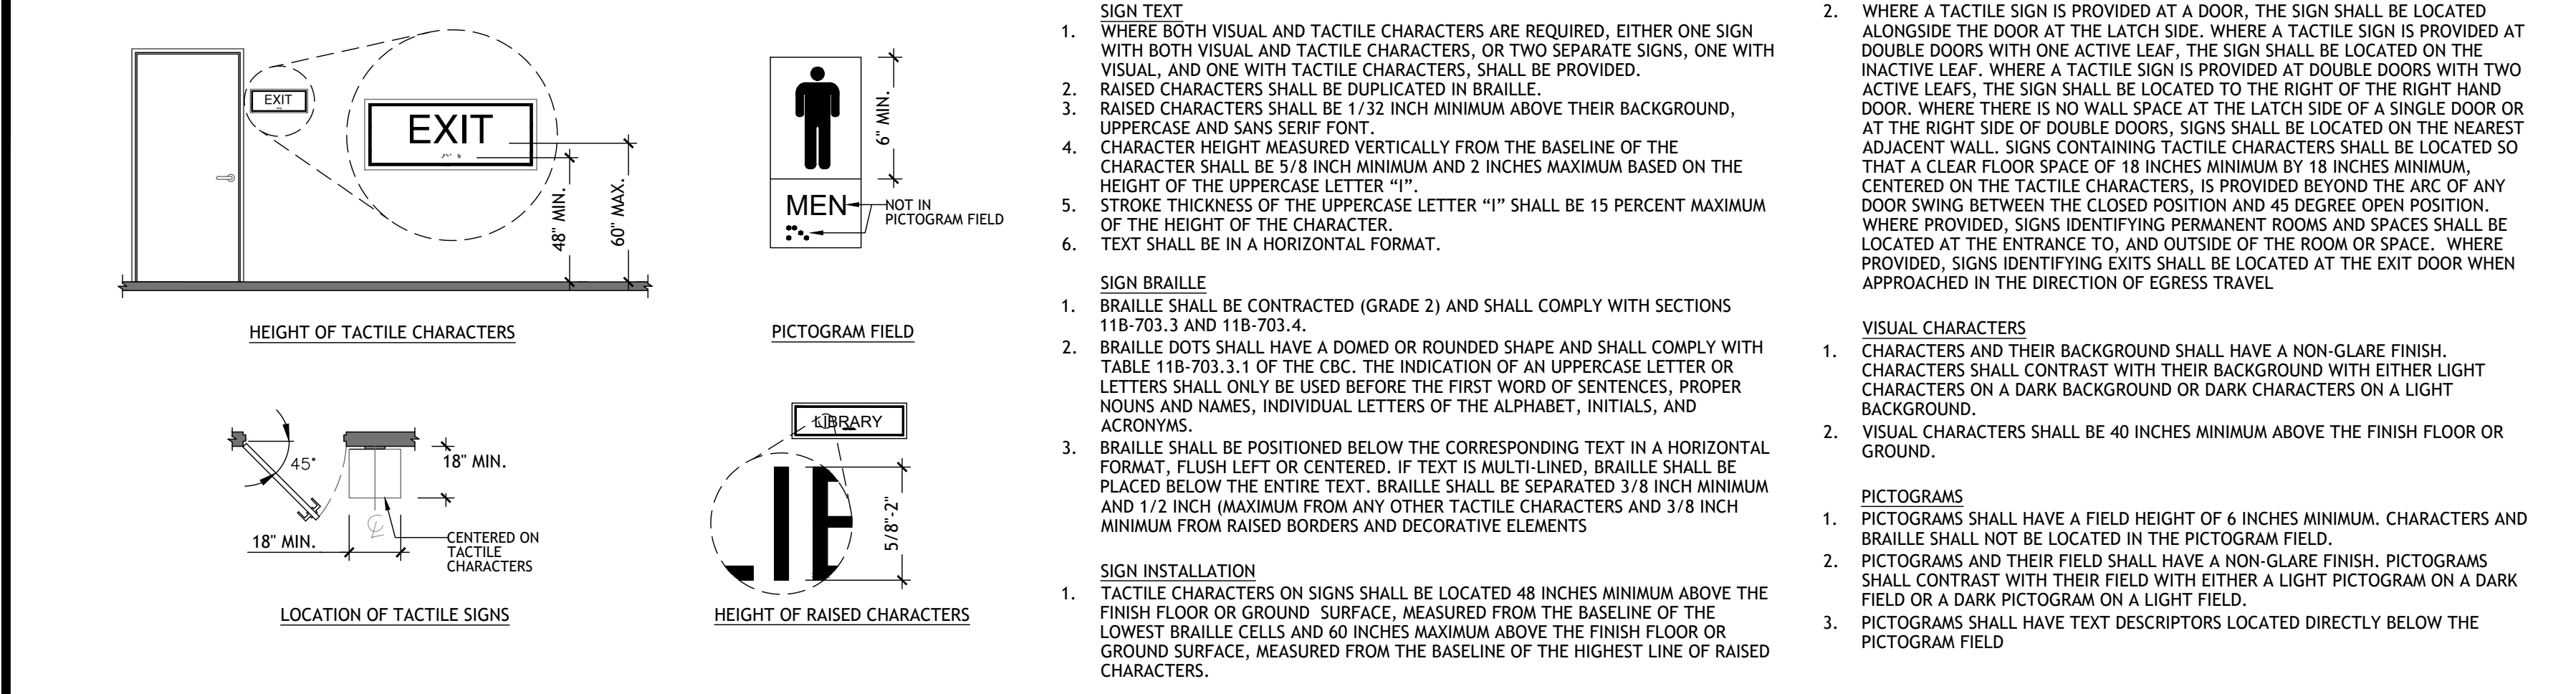 EXIT
EXIT
48" MIN.
60" MAX.
HEIGHT OF TACTILE CHARACTERS
6" MIN.
MEN
NOT IN
PICTOGRAM FIELD
PICTOGRAM FIELD
45°
18" MIN.
18" MIN.
CL
CENTERED ON
TACTILE
CHARACTERS
LOCATION OF TACTILE SIGNS
LIBRARY
LIB
5/8"-2"
HEIGHT OF RAISED CHARACTERS
SIGN TEXT
1. WHERE BOTH VISUAL AND TACTILE CHARACTERS ARE REQUIRED, EITHER ONE SIGN
WITH BOTH VISUAL AND TACTILE CHARACTERS, OR TWO SEPARATE SIGNS, ONE WITH
VISUAL, AND ONE WITH TACTILE CHARACTERS, SHALL BE PROVIDED.
2. RAISED CHARACTERS SHALL BE DUPLICATED IN BRAILLE.
3. RAISED CHARACTERS SHALL BE 1/32 INCH MINIMUM ABOVE THEIR BACKGROUND,
UPPERCASE AND SANS SERIF FONT.
4. CHARACTER HEIGHT MEASURED VERTICALLY FROM THE BASELINE OF THE
CHARACTER SHALL BE 5/8 INCH MINIMUM AND 2 INCHES MAXIMUM BASED ON THE
HEIGHT OF THE UPPERCASE LETTER “I”.
5. STROKE THICKNESS OF THE UPPERCASE LETTER “I” SHALL BE 15 PERCENT MAXIMUM
OF THE HEIGHT OF THE CHARACTER.
6. TEXT SHALL BE IN A HORIZONTAL FORMAT.
SIGN BRAILLE
1. BRAILLE SHALL BE CONTRACTED (GRADE 2) AND SHALL COMPLY WITH SECTIONS
11B-703.3 AND 11B-703.4.
2. BRAILLE DOTS SHALL HAVE A DOMED OR ROUNDED SHAPE AND SHALL COMPLY WITH
TABLE 11B-703.3.1 OF THE CBC. THE INDICATION OF AN UPPERCASE LETTER OR
LETTERS SHALL ONLY BE USED BEFORE THE FIRST WORD OF SENTENCES, PROPER
NOUNS AND NAMES, INDIVIDUAL LETTERS OF THE ALPHABET, INITIALS, AND
ACRONYMS.
3. BRAILLE SHALL BE POSITIONED BELOW THE CORRESPONDING TEXT IN A HORIZONTAL
FORMAT, FLUSH LEFT OR CENTERED. IF TEXT IS MULTI-LINED, BRAILLE SHALL BE
PLACED BELOW THE ENTIRE TEXT. BRAILLE SHALL BE SEPARATED 3/8 INCH MINIMUM
AND 1/2 INCH (MAXIMUM FROM ANY OTHER TACTILE CHARACTERS AND 3/8 INCH
MINIMUM FROM RAISED BORDERS AND DECORATIVE ELEMENTS
SIGN INSTALLATION
1. TACTILE CHARACTERS ON SIGNS SHALL BE LOCATED 48 INCHES MINIMUM ABOVE THE
FINISH FLOOR OR GROUND SURFACE, MEASURED FROM THE BASELINE OF THE
LOWEST BRAILLE CELLS AND 60 INCHES MAXIMUM ABOVE THE FINISH FLOOR OR
GROUND SURFACE, MEASURED FROM THE BASELINE OF THE HIGHEST LINE OF RAISED
CHARACTERS.
2. WHERE A TACTILE SIGN IS PROVIDED AT A DOOR, THE SIGN SHALL BE LOCATED
ALONGSIDE THE DOOR AT THE LATCH SIDE. WHERE A TACTILE SIGN IS PROVIDED AT
DOUBLE DOORS WITH ONE ACTIVE LEAF, THE SIGN SHALL BE LOCATED ON THE
INACTIVE LEAF. WHERE A TACTILE SIGN IS PROVIDED AT DOUBLE DOORS WITH TWO
ACTIVE LEAFS, THE SIGN SHALL BE LOCATED TO THE RIGHT OF THE RIGHT HAND
DOOR. WHERE THERE IS NO WALL SPACE AT THE LATCH SIDE OF A SINGLE DOOR OR
AT THE RIGHT SIDE OF DOUBLE DOORS, SIGNS SHALL BE LOCATED ON THE NEAREST
ADJACENT WALL. SIGNS CONTAINING TACTILE CHARACTERS SHALL BE LOCATED SO
THAT A CLEAR FLOOR SPACE OF 18 INCHES MINIMUM BY 18 INCHES MINIMUM,
CENTERED ON THE TACTILE CHARACTERS, IS PROVIDED BEYOND THE ARC OF ANY
DOOR SWING BETWEEN THE CLOSED POSITION AND 45 DEGREE OPEN POSITION.
WHERE PROVIDED, SIGNS IDENTIFYING PERMANENT ROOMS AND SPACES SHALL BE
LOCATED AT THE ENTRANCE TO, AND OUTSIDE OF THE ROOM OR SPACE. WHERE
PROVIDED, SIGNS IDENTIFYING EXITS SHALL BE LOCATED AT THE EXIT DOOR WHEN
APPROACHED IN THE DIRECTION OF EGRESS TRAVEL
VISUAL CHARACTERS
1. CHARACTERS AND THEIR BACKGROUND SHALL HAVE A NON-GLARE FINISH.
CHARACTERS SHALL CONTRAST WITH THEIR BACKGROUND WITH EITHER LIGHT
CHARACTERS ON A DARK BACKGROUND OR DARK CHARACTERS ON A LIGHT
BACKGROUND.
2. VISUAL CHARACTERS SHALL BE 40 INCHES MINIMUM ABOVE THE FINISH FLOOR OR
GROUND.
PICTOGRAMS
1. PICTOGRAMS SHALL HAVE A FIELD HEIGHT OF 6 INCHES MINIMUM. CHARACTERS AND
BRAILLE SHALL NOT BE LOCATED IN THE PICTOGRAM FIELD.
2. PICTOGRAMS AND THEIR FIELD SHALL HAVE A NON-GLARE FINISH. PICTOGRAMS
SHALL CONTRAST WITH THEIR FIELD WITH EITHER A LIGHT PICTOGRAM ON A DARK
FIELD OR A DARK PICTOGRAM ON A LIGHT FIELD.
3. PICTOGRAMS SHALL HAVE TEXT DESCRIPTORS LOCATED DIRECTLY BELOW THE
PICTOGRAM FIELD